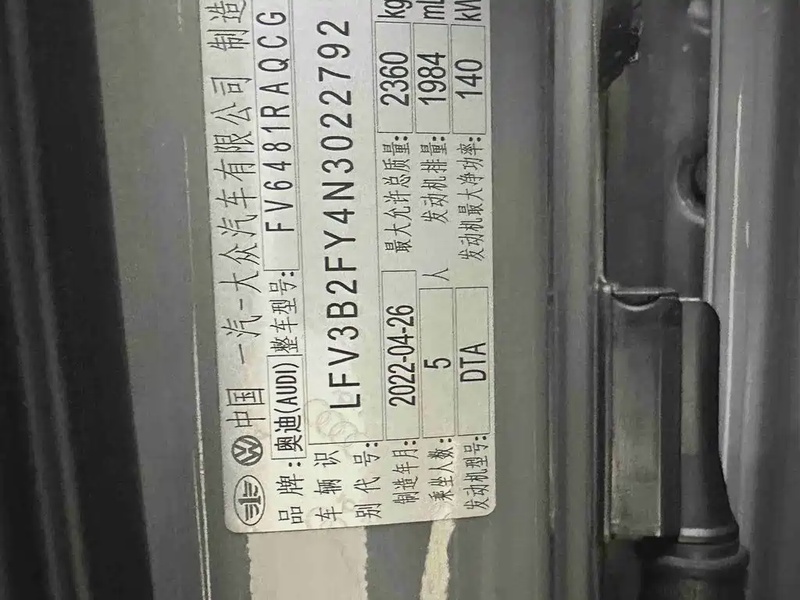 中国 一汽-大众汽车有限公司 制造
品牌: 奥迪(AUDI) 整车型号: FV6481RAQCG
车辆识别代号: LFV3B2FY4N3022792
制造年月: 2022-04-26 最大允许总质量: 2360 kg
乘坐人数: 5 人 发动机排量: 1984 mL
发动机型号: DTA 发动机最大净功率: 140 kW